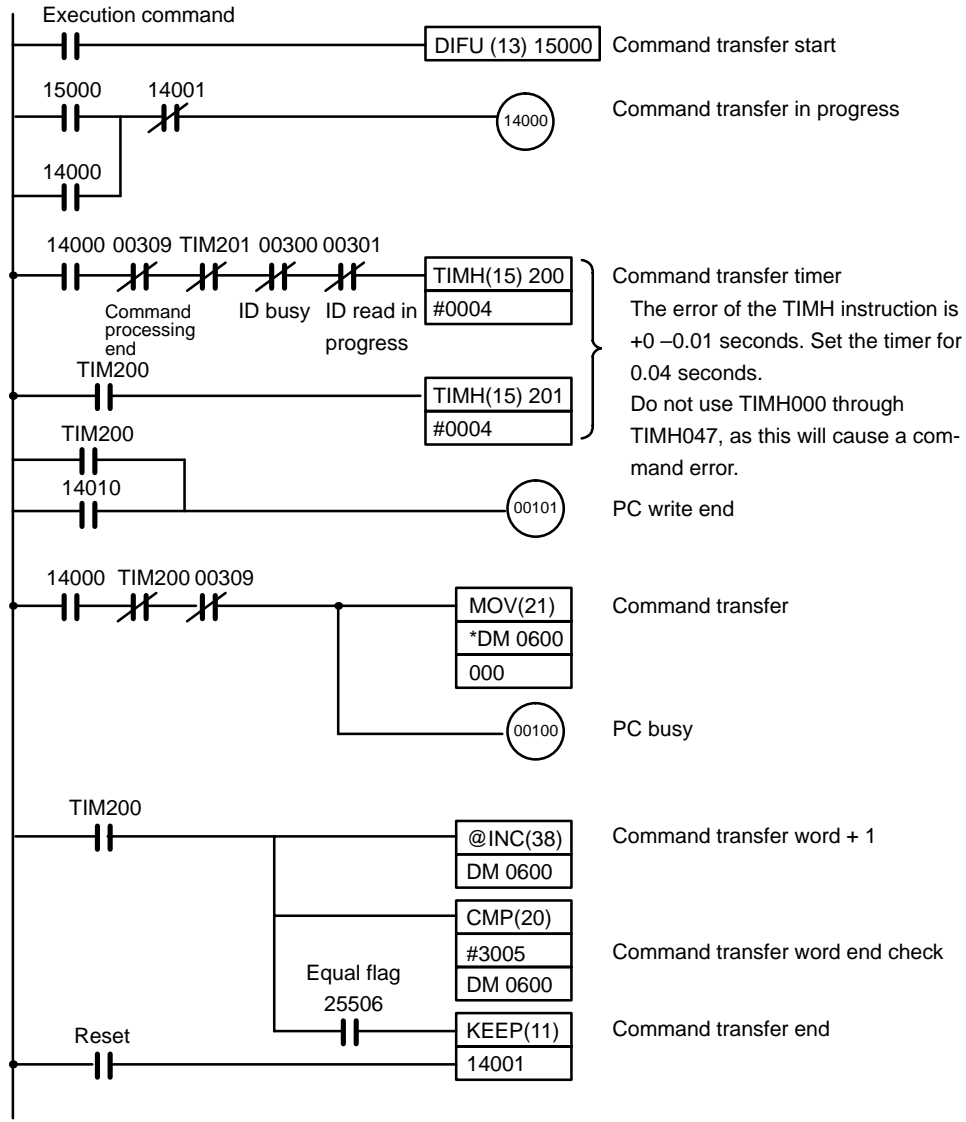 Execution command
DIFU (13) 15000 Command transfer start
15000 14001
14000 Command transfer in progress
14000
14000 00309 TIM201 00300 00301
TIMH(15) 200 Command transfer timer
#0004
Command processing end
ID busy
ID read in progress
The error of the TIMH instruction is
+0 –0.01 seconds. Set the timer for
0.04 seconds.
Do not use TIMH000 through
TIMH047, as this will cause a com-
mand error.
TIM200
TIMH(15) 201
#0004
TIM200
14010
00101 PC write end
14000 TIM200 00309
MOV(21) Command transfer
*DM 0600
000
00100 PC busy
TIM200
@INC(38) Command transfer word + 1
DM 0600
CMP(20)
#3005 Command transfer word end check
DM 0600
Equal flag
25506
KEEP(11) Command transfer end
Reset
14001